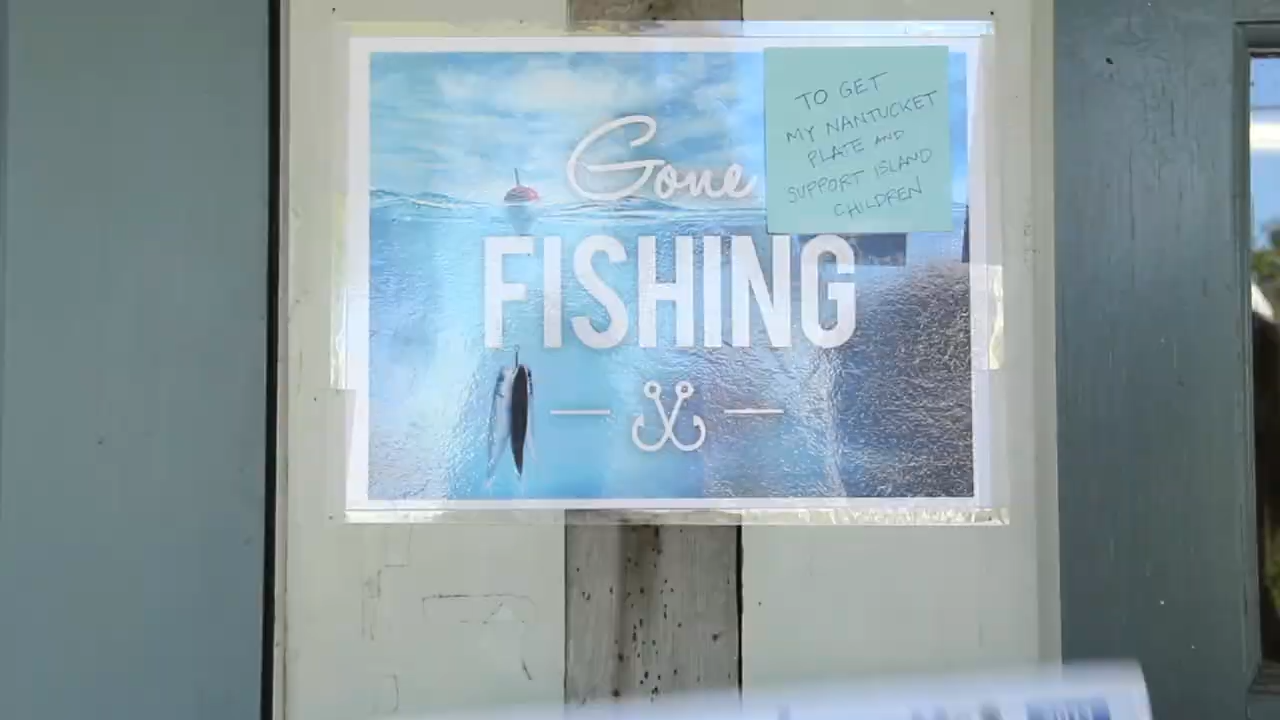 Gone
FISHING
TO GET
MY NANTUCKET
PLATE AND
SUPPORT ISLAND
CHILDREN